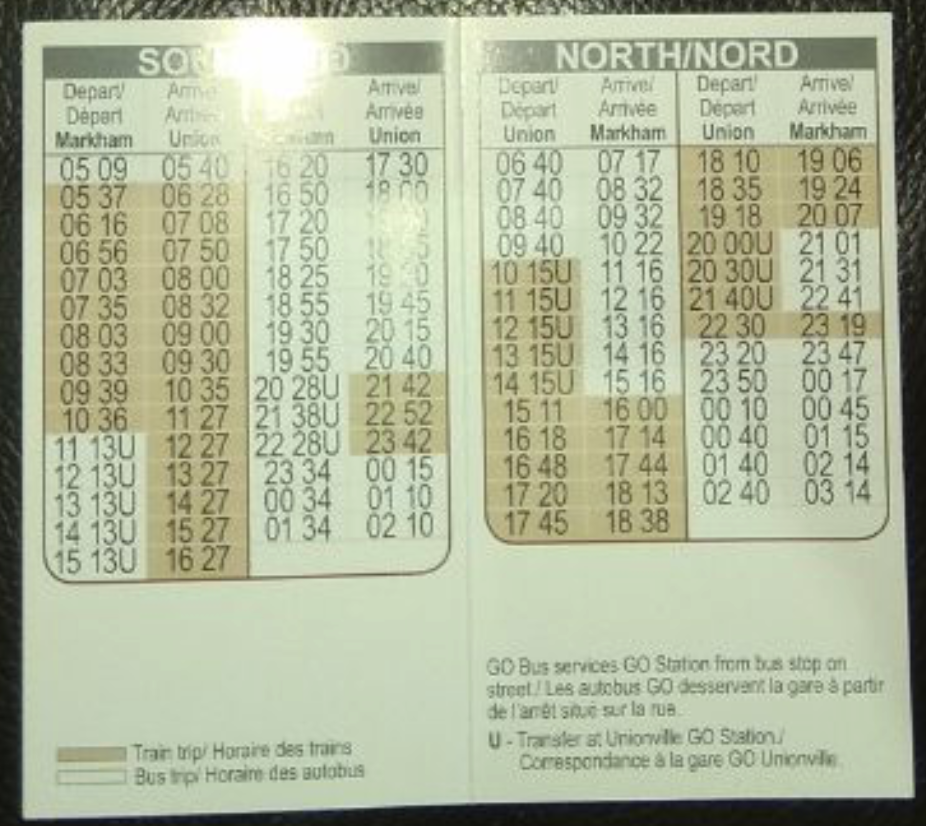 NORTH/NORD
Depart/ Arrive/
Départ Arrivée Union
Markham Union
05 09 05 40 16 20 17 30
05 37 06 28 16 50 18 00
06 16 07 08 17 20
06 56 07 50 17 50
07 03 08 00 18 25
07 35 08 32 18 55 19 45
08 03 09 00 19 30 20 15
08 33 09 30 19 55 20 40
09 39 10 35 20 28U 21 42
10 36 11 27 21 38U 22 52
11 13U 12 27 22 28U 23 42
12 13U 13 27 23 34 00 15
13 13U 14 27 00 34 01 10
14 13U 15 27 01 34 02 10
15 13U 16 27
Train trip/ Horaire des trains
Bus trip/ Horaire des autobus
Depart/ Arrive/ Depart/ Arrive/
Départ Arrivée Départ Arrivée
Union Markham Union Markham
06 40 07 17 18 10 19 06
07 40 08 32 18 35 19 24
08 40 09 32 19 18 20 07
09 40 10 22 20 00U 21 01
10 15U 11 16 20 30U 21 31
11 15U 12 16 21 40U 22 41
12 15U 13 16 22 30 23 19
13 15U 14 16 23 20 23 47
14 15U 15 16 23 50 00 17
15 11 16 00 00 10 00 45
16 18 17 14 00 40 01 15
16 48 17 44 01 40 02 14
17 20 18 13 02 40 03 14
17 45 18 38
GO Bus services GO Station from bus stop on
street./ Les autobus GO desservent la gare à partir
de l'arrêt situé sur la rue.
U - Transfer at Unionville GO Station./
Correspondance à la gare GO Unionville.